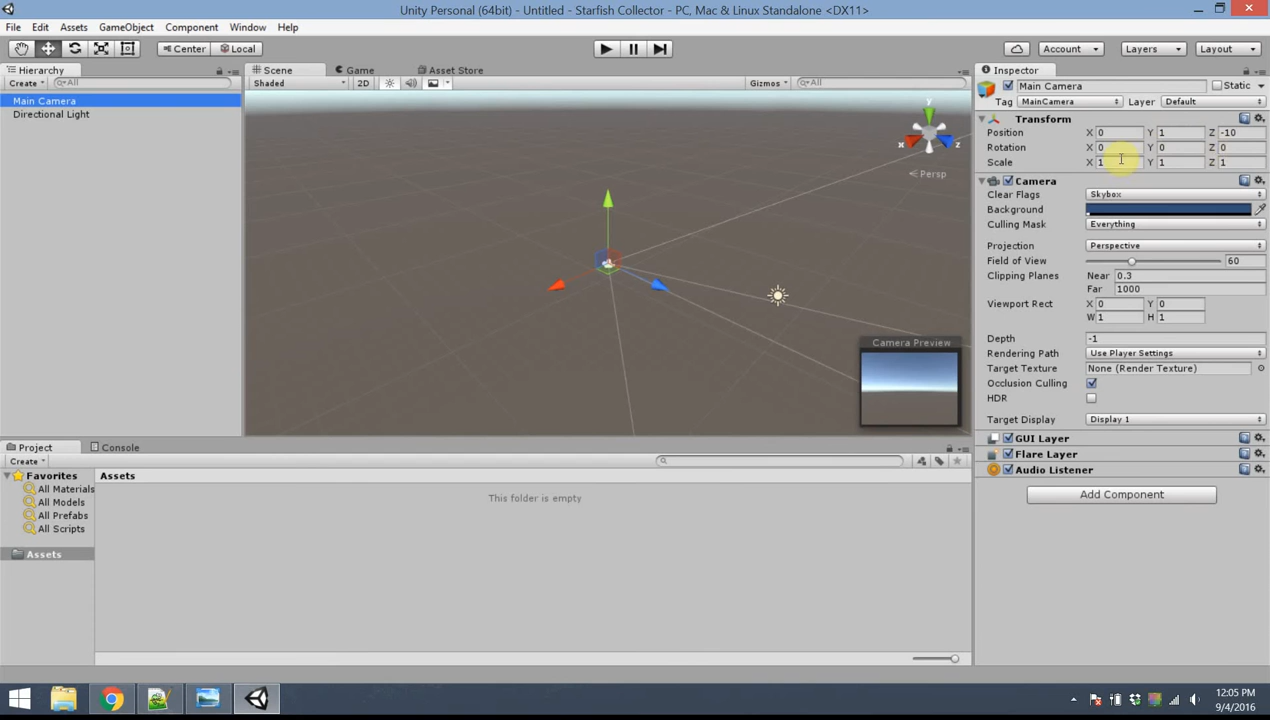 Unity Personal (64bit) - Untitled - Starfish Collector - PC, Mac & Linux Standalone <DX11>
File Edit Assets GameObject Component Window Help
Center Local Account Layers Layout
Hierarchy Scene Game Asset Store Inspector
Create All Shaded 2D Gizmos All
Main Camera
Directional Light
Main Camera Static
Tag MainCamera Layer Default
Transform
Position X 0 Y 1 Z -10
Rotation X 0 Y 0 Z 0
Scale X 1 Y 1 Z 1
y
x
z
Persp
Camera
Clear Flags Skybox
Background
Culling Mask Everything
Projection Perspective
Field of View 60
Clipping Planes Near 0.3
Far 1000
Viewport Rect X 0 Y 0
W 1 H 1
Camera Preview
Depth -1
Rendering Path Use Player Settings
Target Texture None (Render Texture)
Occlusion Culling
HDR
Target Display Display 1
GUI Layer
Flare Layer
Audio Listener
Add Component
Project Console
Create
Favorites
All Materials
All Models
All Prefabs
All Scripts
Assets
Assets
This folder is empty
12:05 PM
9/4/2016